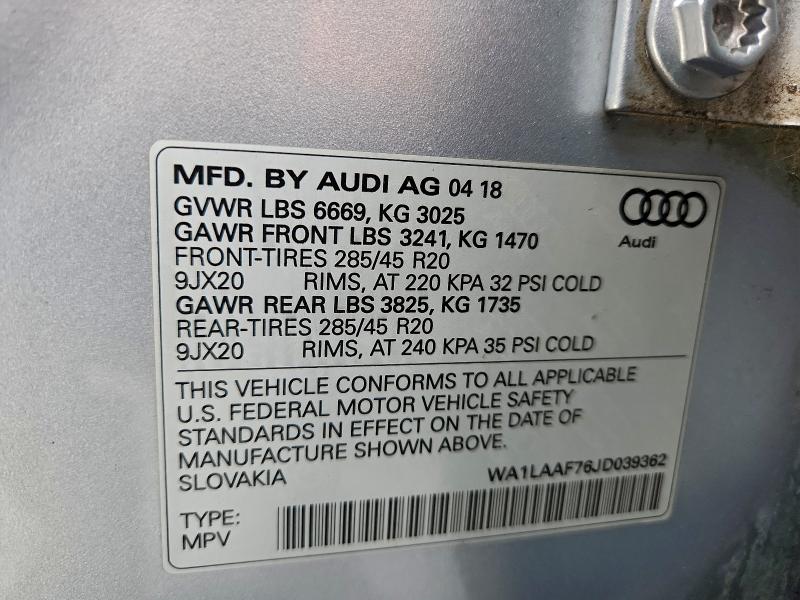 MFD. BY AUDI AG 04 18
GVWR LBS 6669, KG 3025
GAWR FRONT LBS 3241, KG 1470
FRONT-TIRES 285/45 R20
9JX20 RIMS, AT 220 KPA 32 PSI COLD
GAWR REAR LBS 3825, KG 1735
REAR-TIRES 285/45 R20
9JX20 RIMS, AT 240 KPA 35 PSI COLD
Audi
THIS VEHICLE CONFORMS TO ALL APPLICABLE
U.S. FEDERAL MOTOR VEHICLE SAFETY
STANDARDS IN EFFECT ON THE DATE OF
MANUFACTURE SHOWN ABOVE.
SLOVAKIA
WA1LAAF76JD039362
TYPE:
MPV